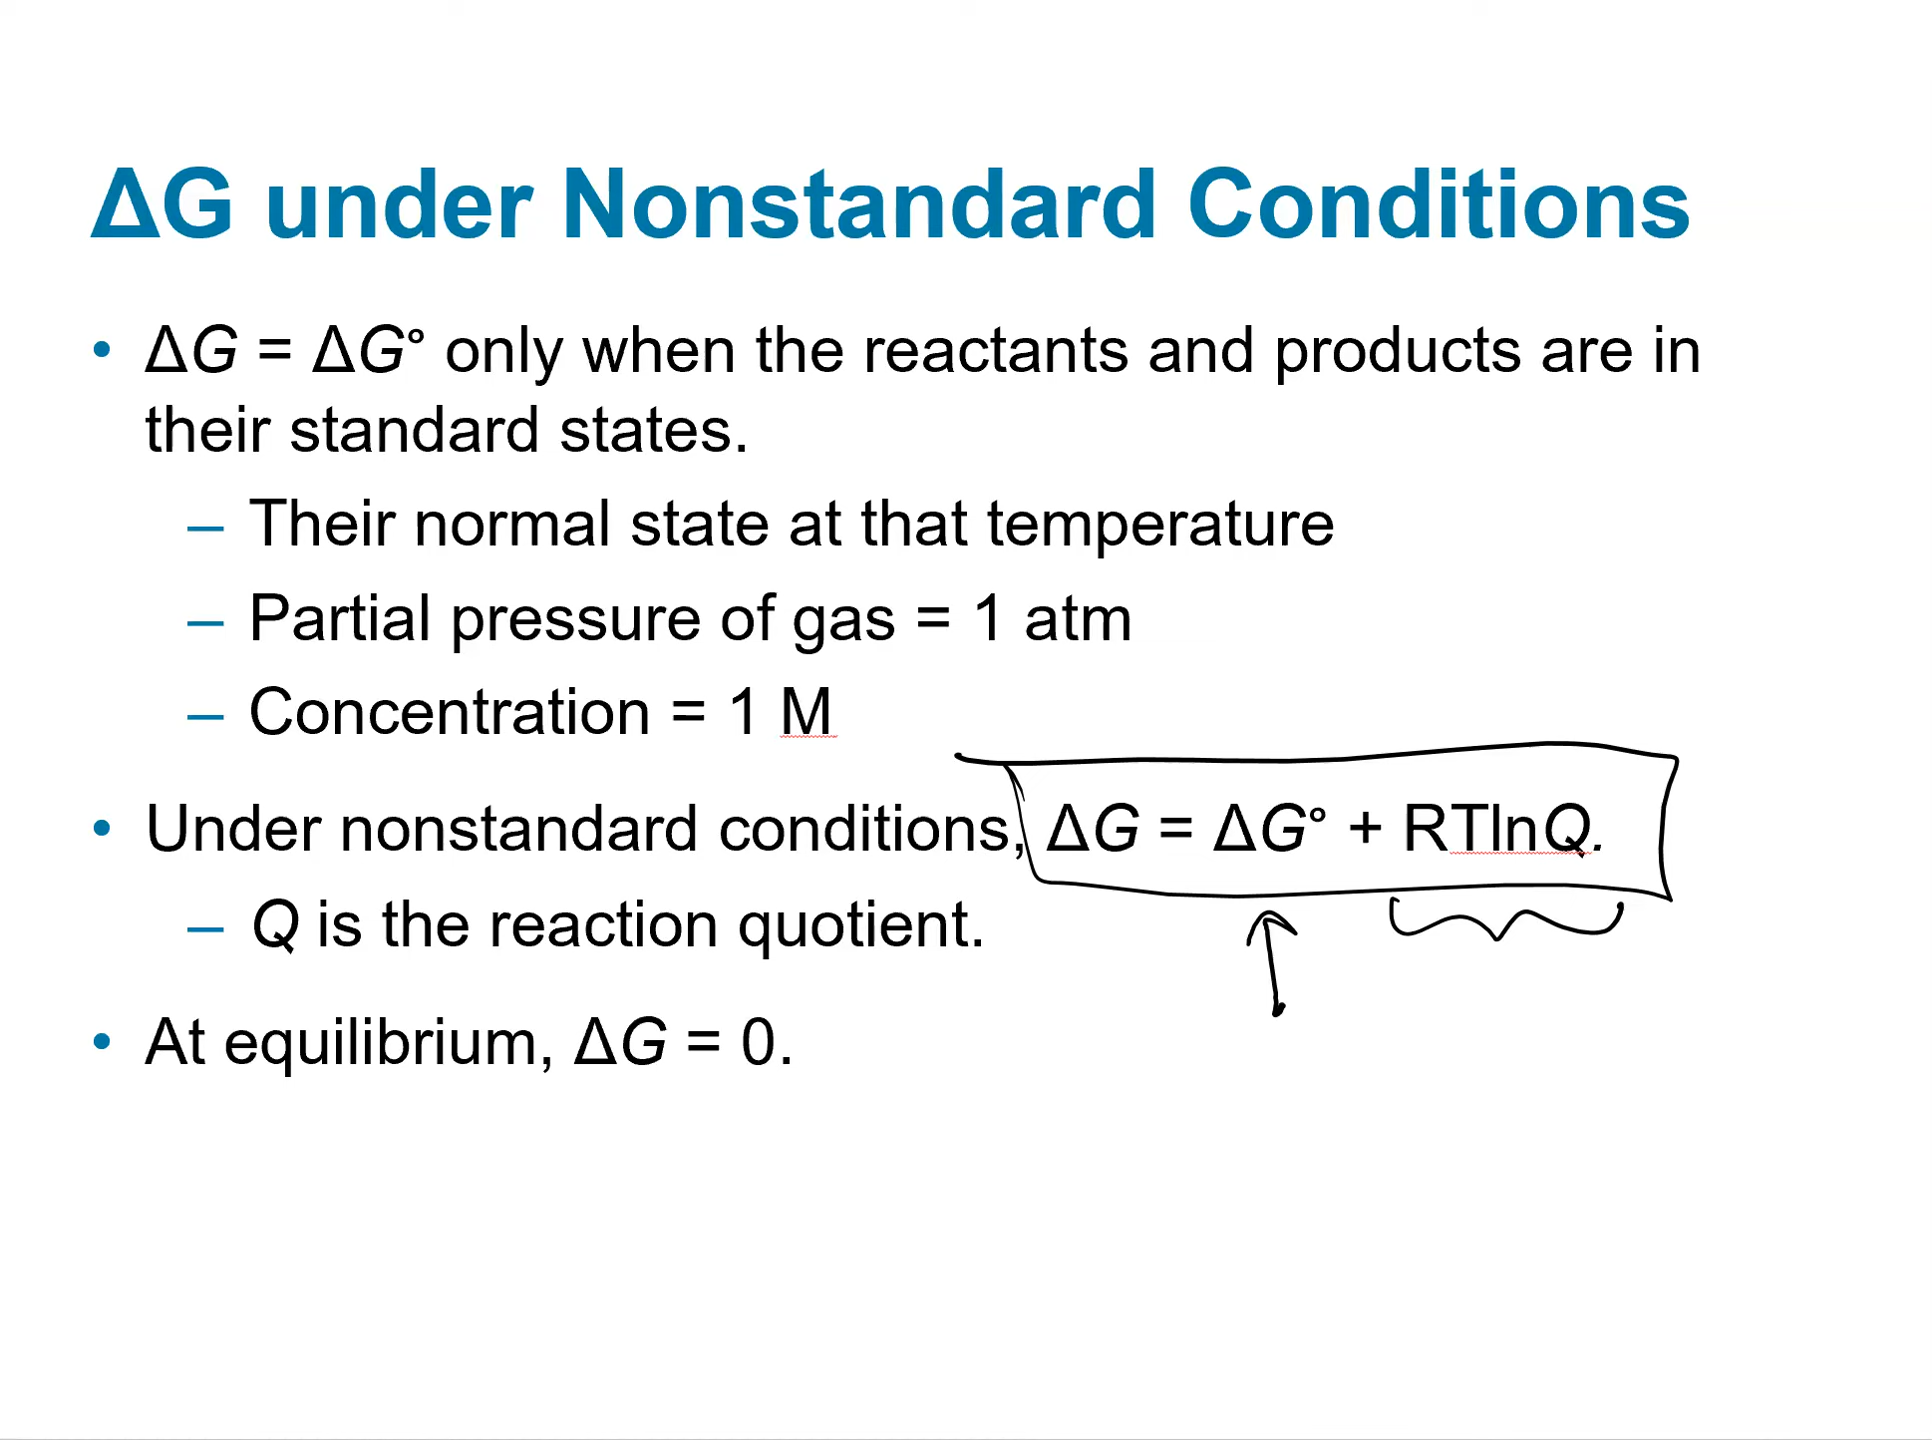 ΔG under Nonstandard Conditions
• ΔG = ΔG° only when the reactants and products are in
their standard states.
– Their normal state at that temperature
– Partial pressure of gas = 1 atm
– Concentration = 1 M
• Under nonstandard conditions, ΔG = ΔG° + RTlnQ.
– Q is the reaction quotient.
• At equilibrium, ΔG = 0.